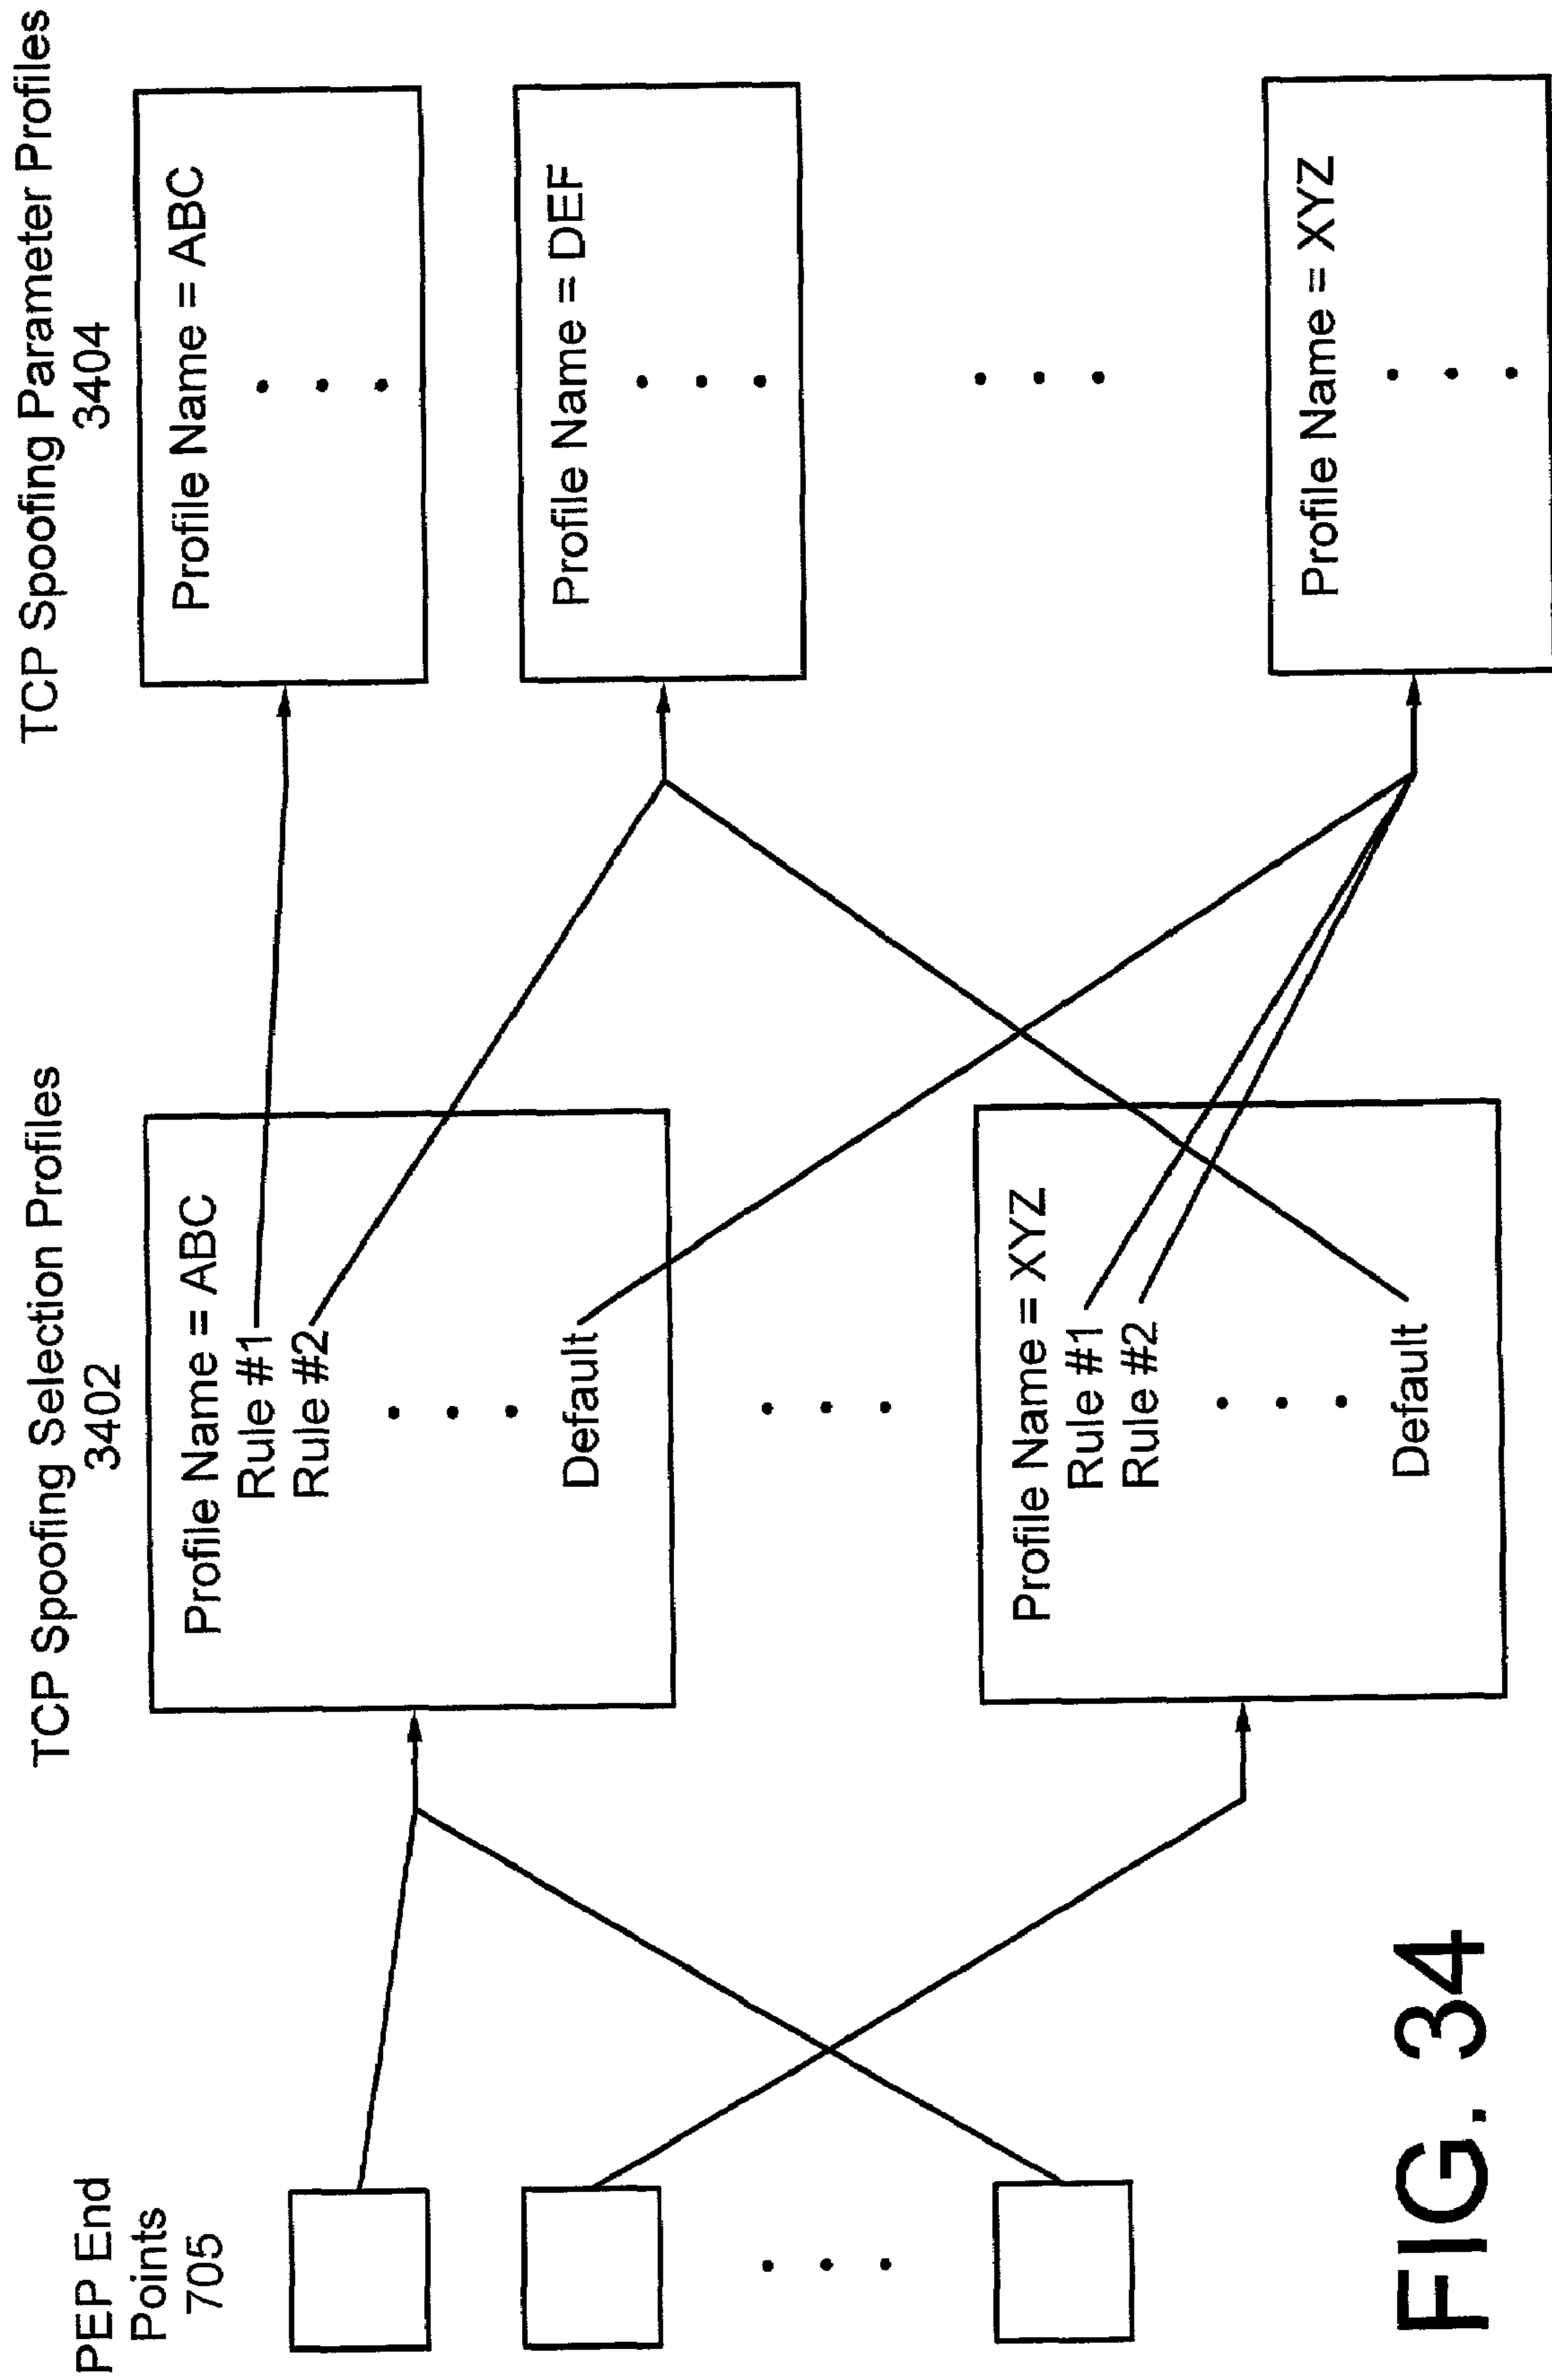 PEP End
Points
705
TCP Spoofing Selection Profiles
3402
Profile Name = ABC
Rule #1
Rule #2
Default
Profile Name = XYZ
Rule #1
Rule #2
Default
TCP Spoofing Parameter Profiles
3404
Profile Name = ABC
Profile Name = DEF
Profile Name = XYZ
FIG. 34